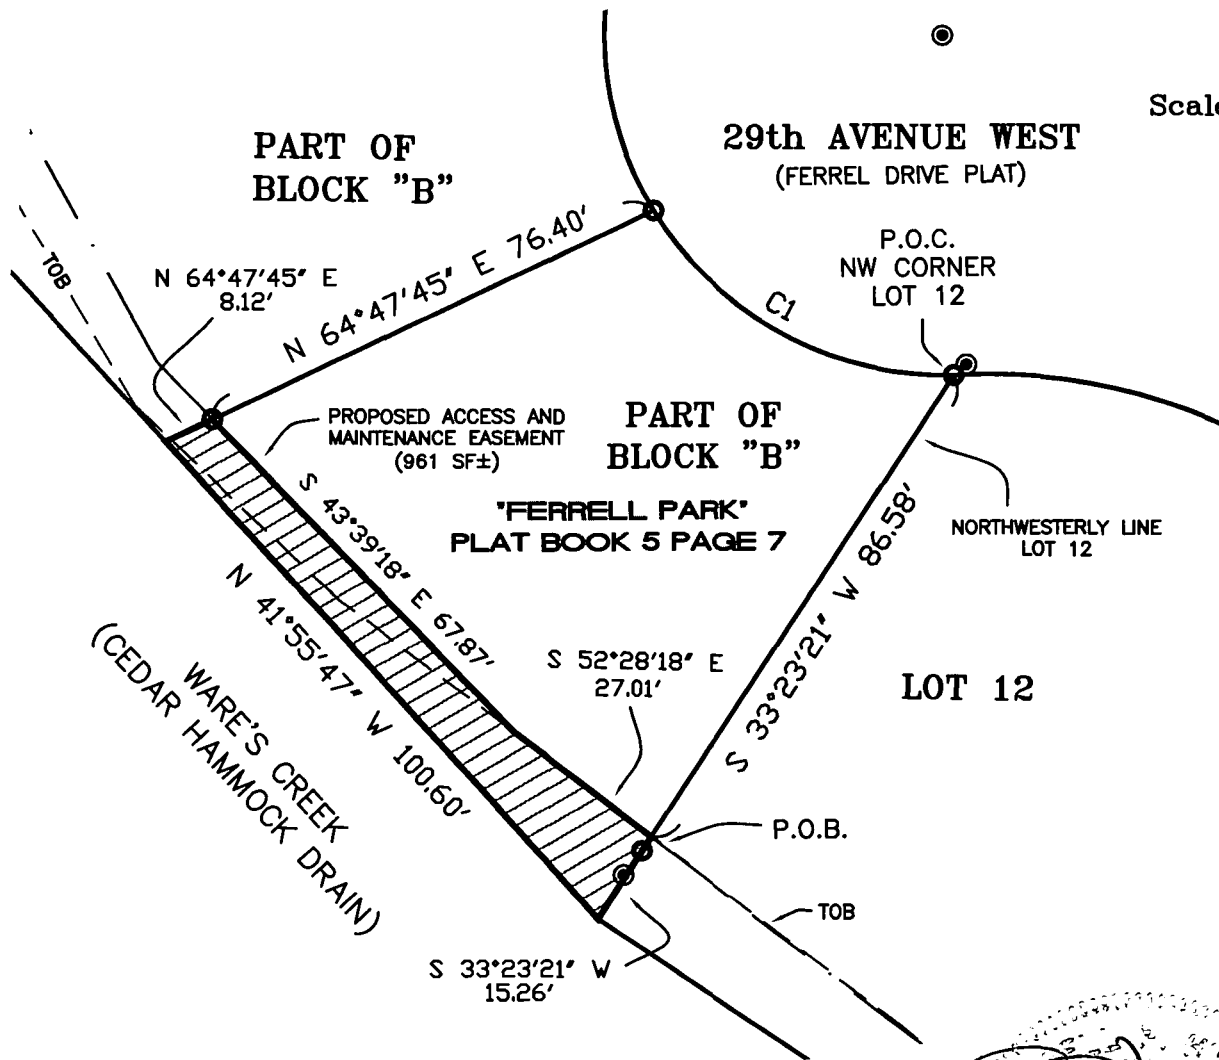 Scale
PART OF
BLOCK "B"
29th AVENUE WEST
(FERREL DRIVE PLAT)
P.O.C.
NW CORNER
LOT 12
TOB
N 64°47'45" E
8.12'
N 64°47'45" E 76.40'
C1
PROPOSED ACCESS AND
MAINTENANCE EASEMENT
(961 SF±)
PART OF
BLOCK "B"
"FERRELL PARK"
PLAT BOOK 5 PAGE 7
NORTHWESTERLY LINE
LOT 12
S 43°39'18" E 67.87'
N 41°55'47" W 100.60'
S 33°23'21" W 86.58'
S 52°28'18" E
27.01'
LOT 12
WARE'S CREEK
(CEDAR HAMMOCK DRAIN)
P.O.B.
TOB
S 33°23'21" W
15.26'